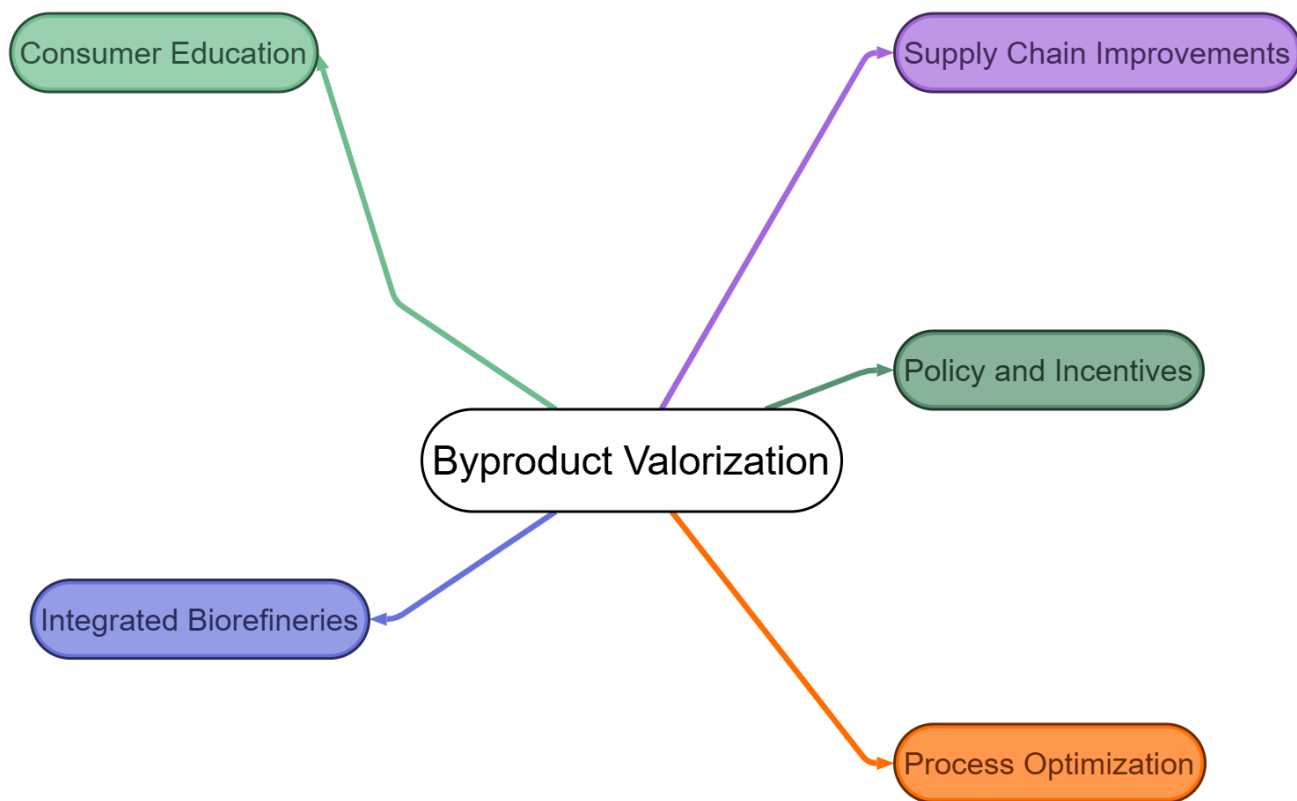 Consumer Education
Supply Chain Improvements
Policy and Incentives
Byproduct Valorization
Integrated Biorefineries
Process Optimization